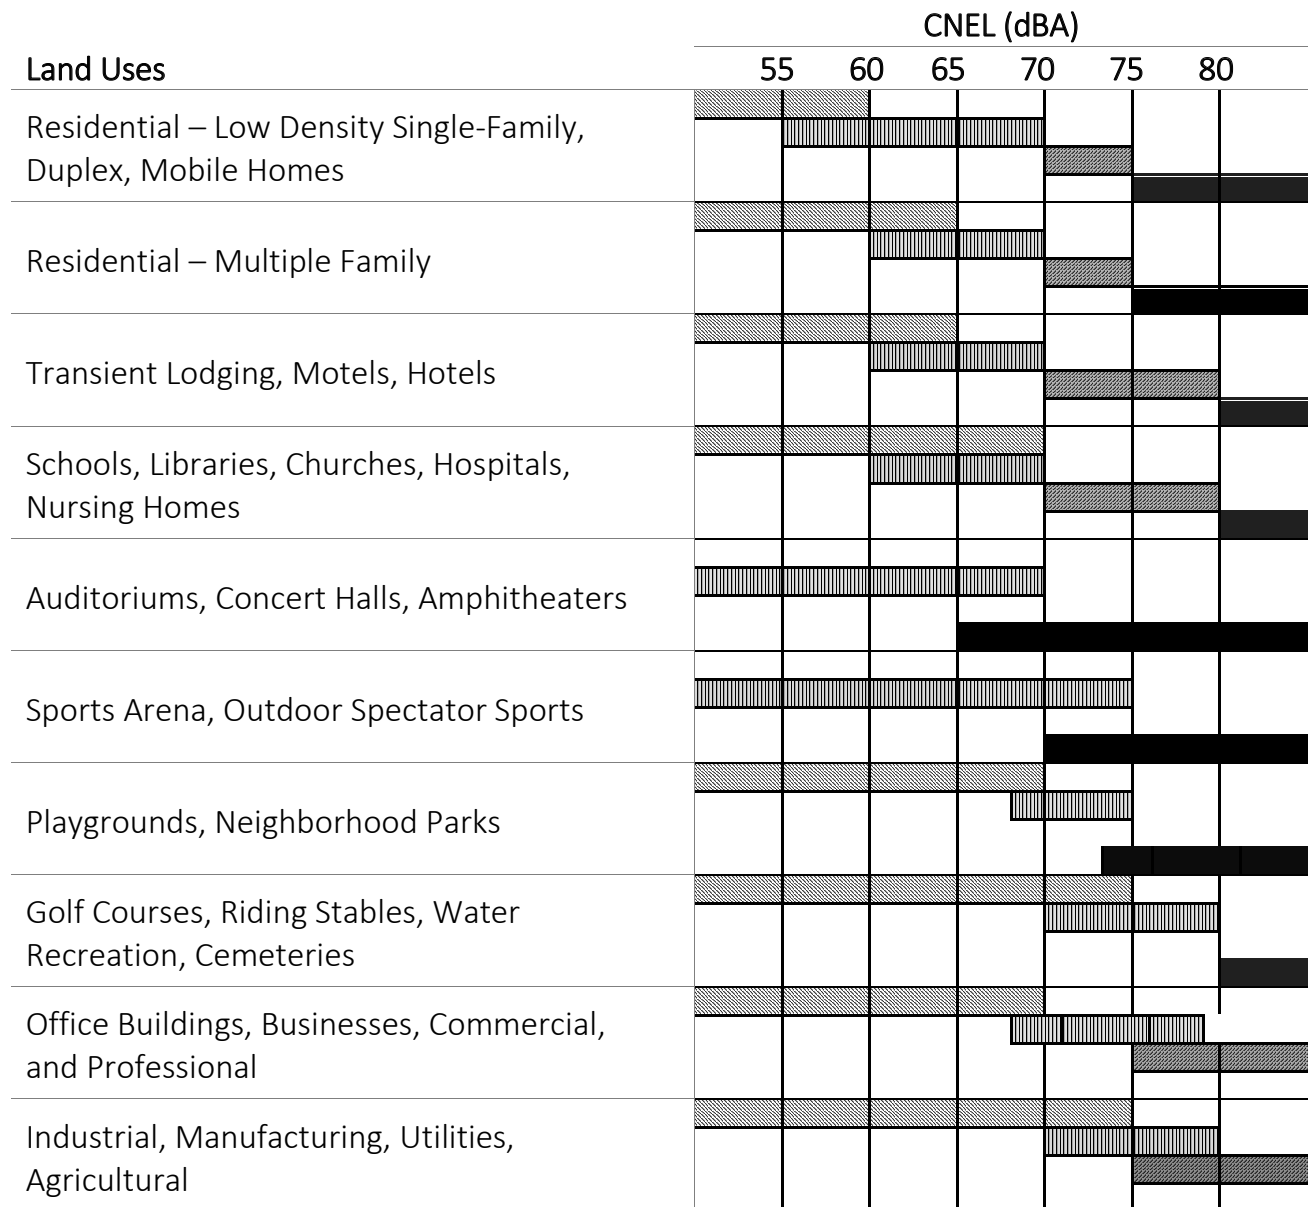 CNEL (dBA)
Land Uses 55 60 65 70 75 80
Residential – Low Density Single-Family,
Duplex, Mobile Homes
Residential – Multiple Family
Transient Lodging, Motels, Hotels
Schools, Libraries, Churches, Hospitals,
Nursing Homes
Auditoriums, Concert Halls, Amphitheaters
Sports Arena, Outdoor Spectator Sports
Playgrounds, Neighborhood Parks
Golf Courses, Riding Stables, Water
Recreation, Cemeteries
Office Buildings, Businesses, Commercial,
and Professional
Industrial, Manufacturing, Utilities,
Agricultural